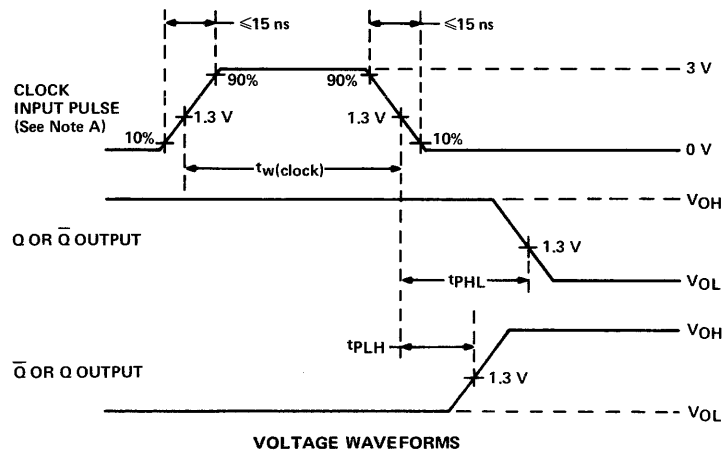 ≤15 ns
≤15 ns
90%
90%
3 V
CLOCK
INPUT PULSE
(See Note A)
1.3 V
1.3 V
10%
10%
0 V
tw(clock)
VOH
Q OR Q̅ OUTPUT
1.3 V
tPHL
VOL
VOH
tPLH
Q̅ OR Q OUTPUT
1.3 V
VOL
VOLTAGE WAVEFORMS